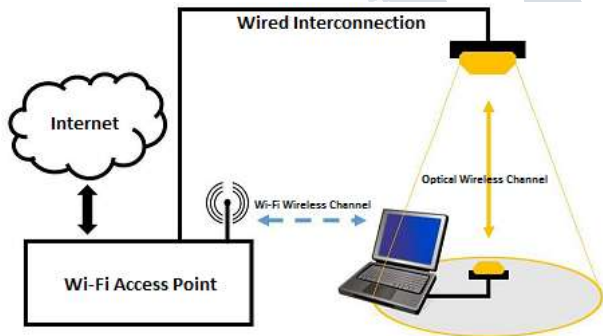 Wired Interconnection
Internet
Optical Wireless Channel
Wi-Fi Wireless Channel
Wi-Fi Access Point